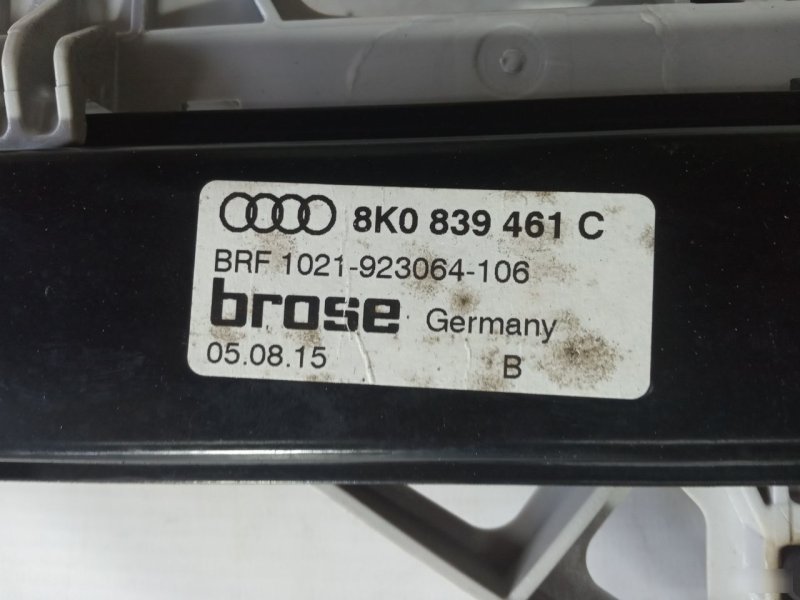 8K0 839 461 C
BRF 1021-923064-106
brose Germany
05.08.15 B